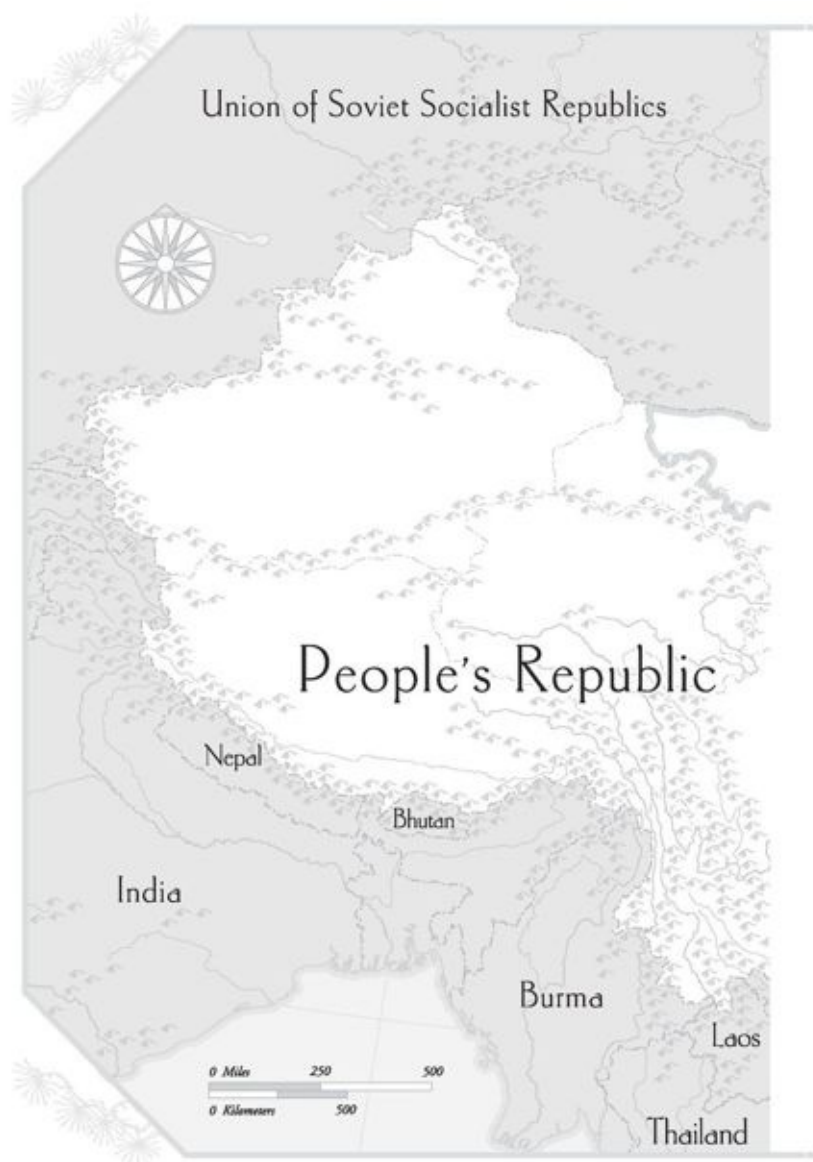 Union of Soviet Socialist Republics
People's Republic
Nepal
Bhutan
India
Burma
Laos
0 Miles 250 500
0 Kilometers 500
Thailand